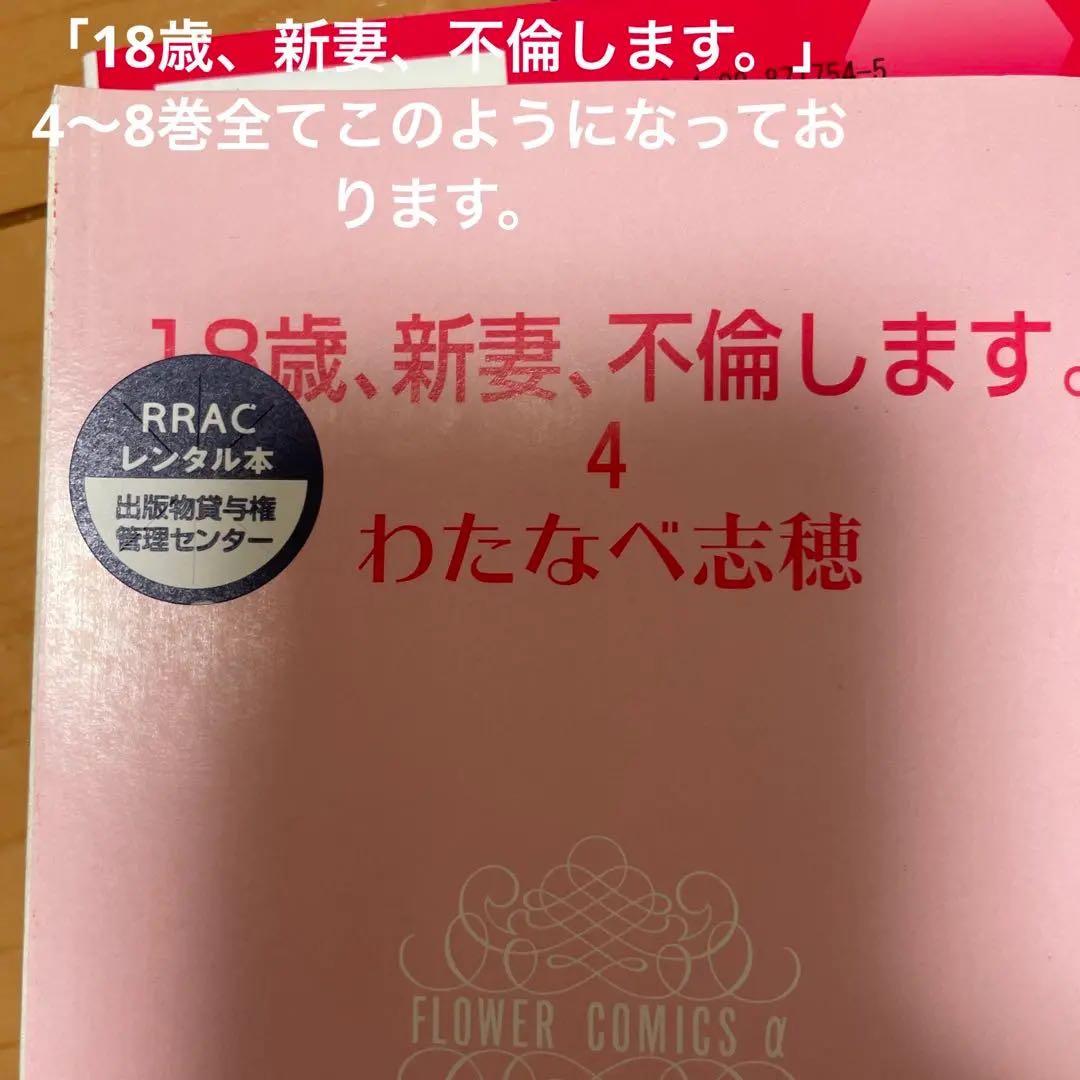 「18歳、新妻、不倫します。」
4〜8巻全てこのようになってお
ります。
18歳、新妻、不倫します。
4
わたなべ志穂
RRAC
レンタル本
出版物貸与権
管理センター
FLOWER COMICS α